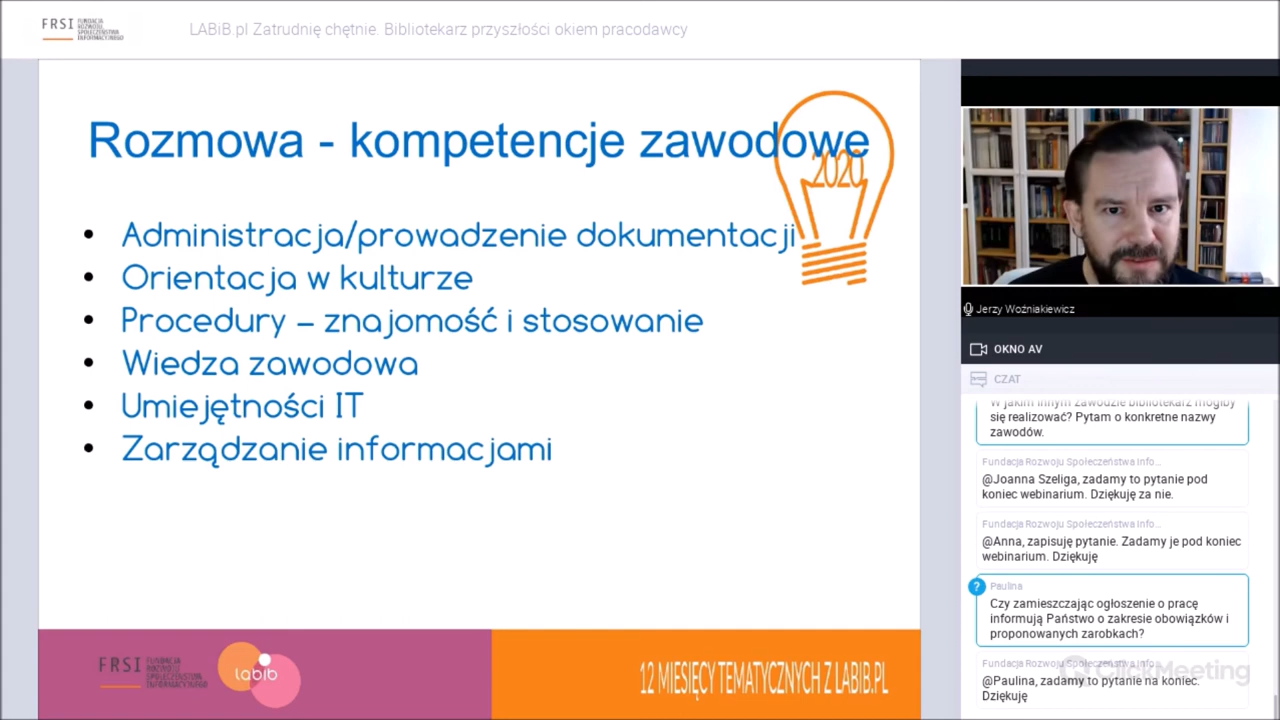 FRSI FUNDACJA
ROZWOJU
SPOŁECZEŃSTWA
INFORMACYJNEGO
LABiB.pl Zatrudnię chętnie. Bibliotekarz przyszłości okiem pracodawcy
Rozmowa - kompetencje zawodowe
2020
• Administracja/prowadzenie dokumentacji
• Orientacja w kulturze
• Procedury – znajomość i stosowanie
• Wiedza zawodowa
• Umiejętności IT
• Zarządzanie informacjami
FRSI FUNDACJA
ROZWOJU
SPOŁECZEŃSTWA
INFORMACYJNEGO
labib
12 MIESIĘCY TEMATYCZNYCH Z LABIB.PL
Jerzy Woźniakiewicz
OKNO AV
CZAT
W jakim innym zawodzie bibliotekarz mógłby
się realizować? Pytam o konkretne nazwy
zawodów.
Fundacja Rozwoju Społeczeństwa Info...
@Joanna Szeliga, zadamy to pytanie pod
koniec webinarium. Dziękuję za nie.
Fundacja Rozwoju Społeczeństwa Info...
@Anna, zapisuję pytanie. Zadamy je pod koniec
webinarium. Dziękuję
?
Paulina
Czy zamieszczając ogłoszenie o pracę
informują Państwo o zakresie obowiązków i
proponowanych zarobkach?
Fundacja Rozwoju Społeczeństwa Info...
ClickMeeting
@Paulina, zadamy to pytanie na koniec.
Dziękuję